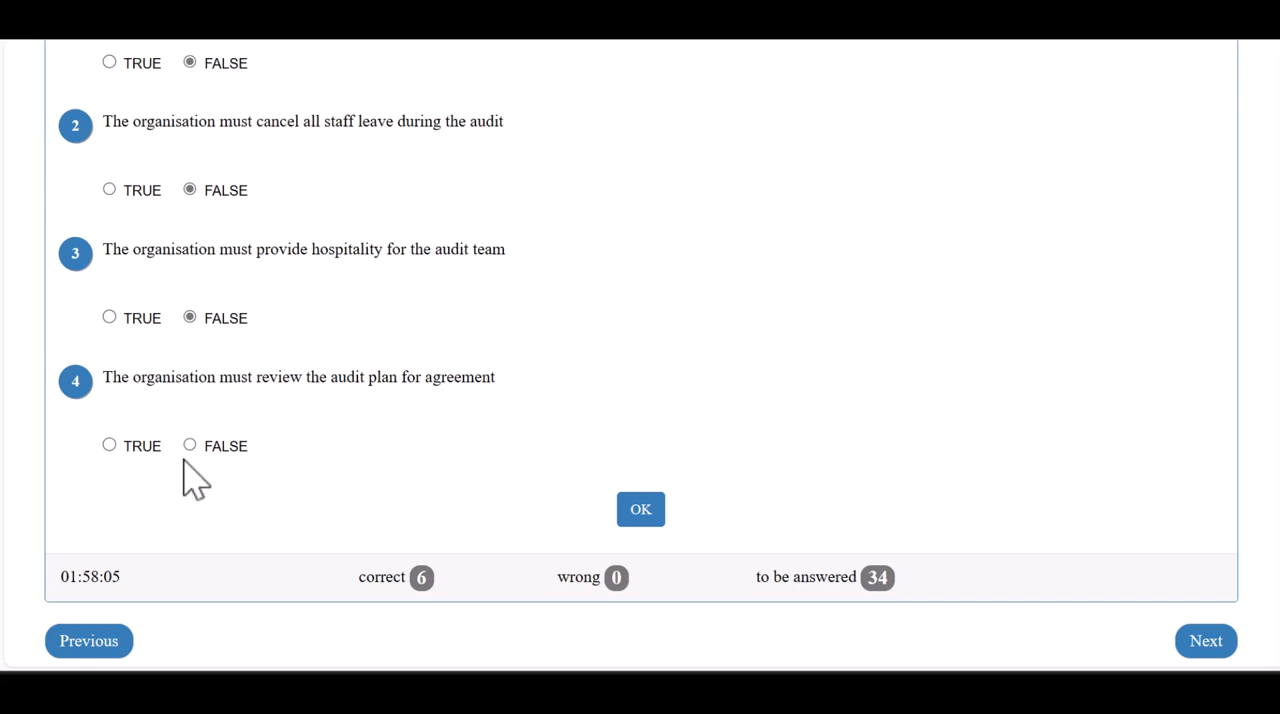 TRUE FALSE
2 The organisation must cancel all staff leave during the audit
TRUE FALSE
3 The organisation must provide hospitality for the audit team
TRUE FALSE
4 The organisation must review the audit plan for agreement
TRUE FALSE
OK
01:58:05 correct 6 wrong 0 to be answered 34
Previous Next